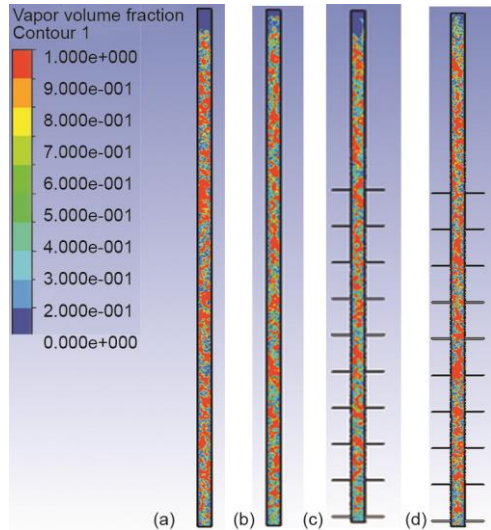 Vapor volume fraction
Contour 1
1.000e+000
9.000e-001
8.000e-001
7.000e-001
6.000e-001
5.000e-001
4.000e-001
3.000e-001
2.000e-001
0.000e+000
(a) (b) (c) (d)